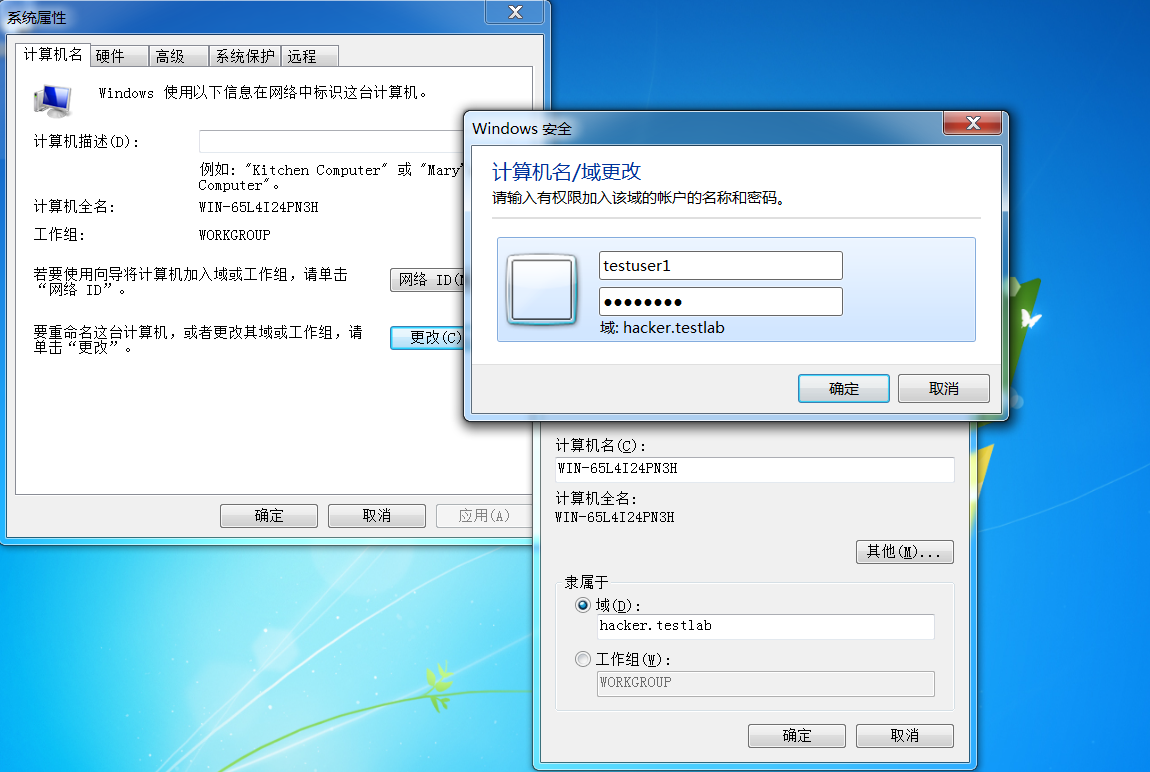 系统属性
计算机名 硬件 高级 系统保护 远程
Windows 使用以下信息在网络中标识这台计算机。
计算机描述(D):
例如: "Kitchen Computer" 或 "Mary'
Computer"。
计算机全名: WIN-65L4I24PN3H
工作组: WORKGROUP
若要使用向导将计算机加入域或工作组，请单击
“网络 ID”。
网络 ID(
要重命名这台计算机，或者更改其域或工作组，请
单击“更改”。
更改(C)
确定 取消 应用(A)
Windows 安全
计算机名/域更改
请输入有权限加入该域的帐户的名称和密码。
testuser1
●●●●●●●●
域: hacker.testlab
确定 取消
计算机名(C):
WIN-65L4I24PN3H
计算机全名:
WIN-65L4I24PN3H
其他(M)...
隶属于
域(D):
hacker.testlab
工作组(W):
WORKGROUP
确定 取消